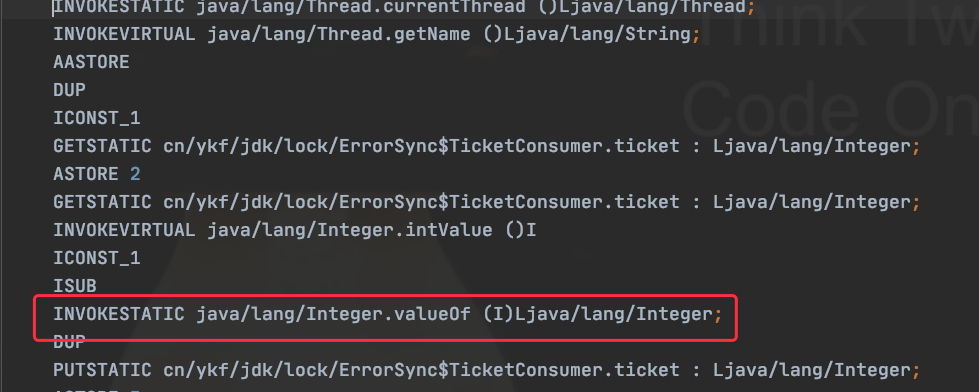 INVOKESTATIC java/lang/Thread.currentThread ()Ljava/lang/Thread;
INVOKEVIRTUAL java/lang/Thread.getName ()Ljava/lang/String;
AASTORE
DUP
ICONST_1
GETSTATIC cn/ykf/jdk/lock/ErrorSync$TicketConsumer.ticket : Ljava/lang/Integer;
ASTORE 2
GETSTATIC cn/ykf/jdk/lock/ErrorSync$TicketConsumer.ticket : Ljava/lang/Integer;
INVOKEVIRTUAL java/lang/Integer.intValue ()I
ICONST_1
ISUB
INVOKESTATIC java/lang/Integer.valueOf (I)Ljava/lang/Integer;
DUP
PUTSTATIC cn/ykf/jdk/lock/ErrorSync$TicketConsumer.ticket : Ljava/lang/Integer;
Think Tw
Code On